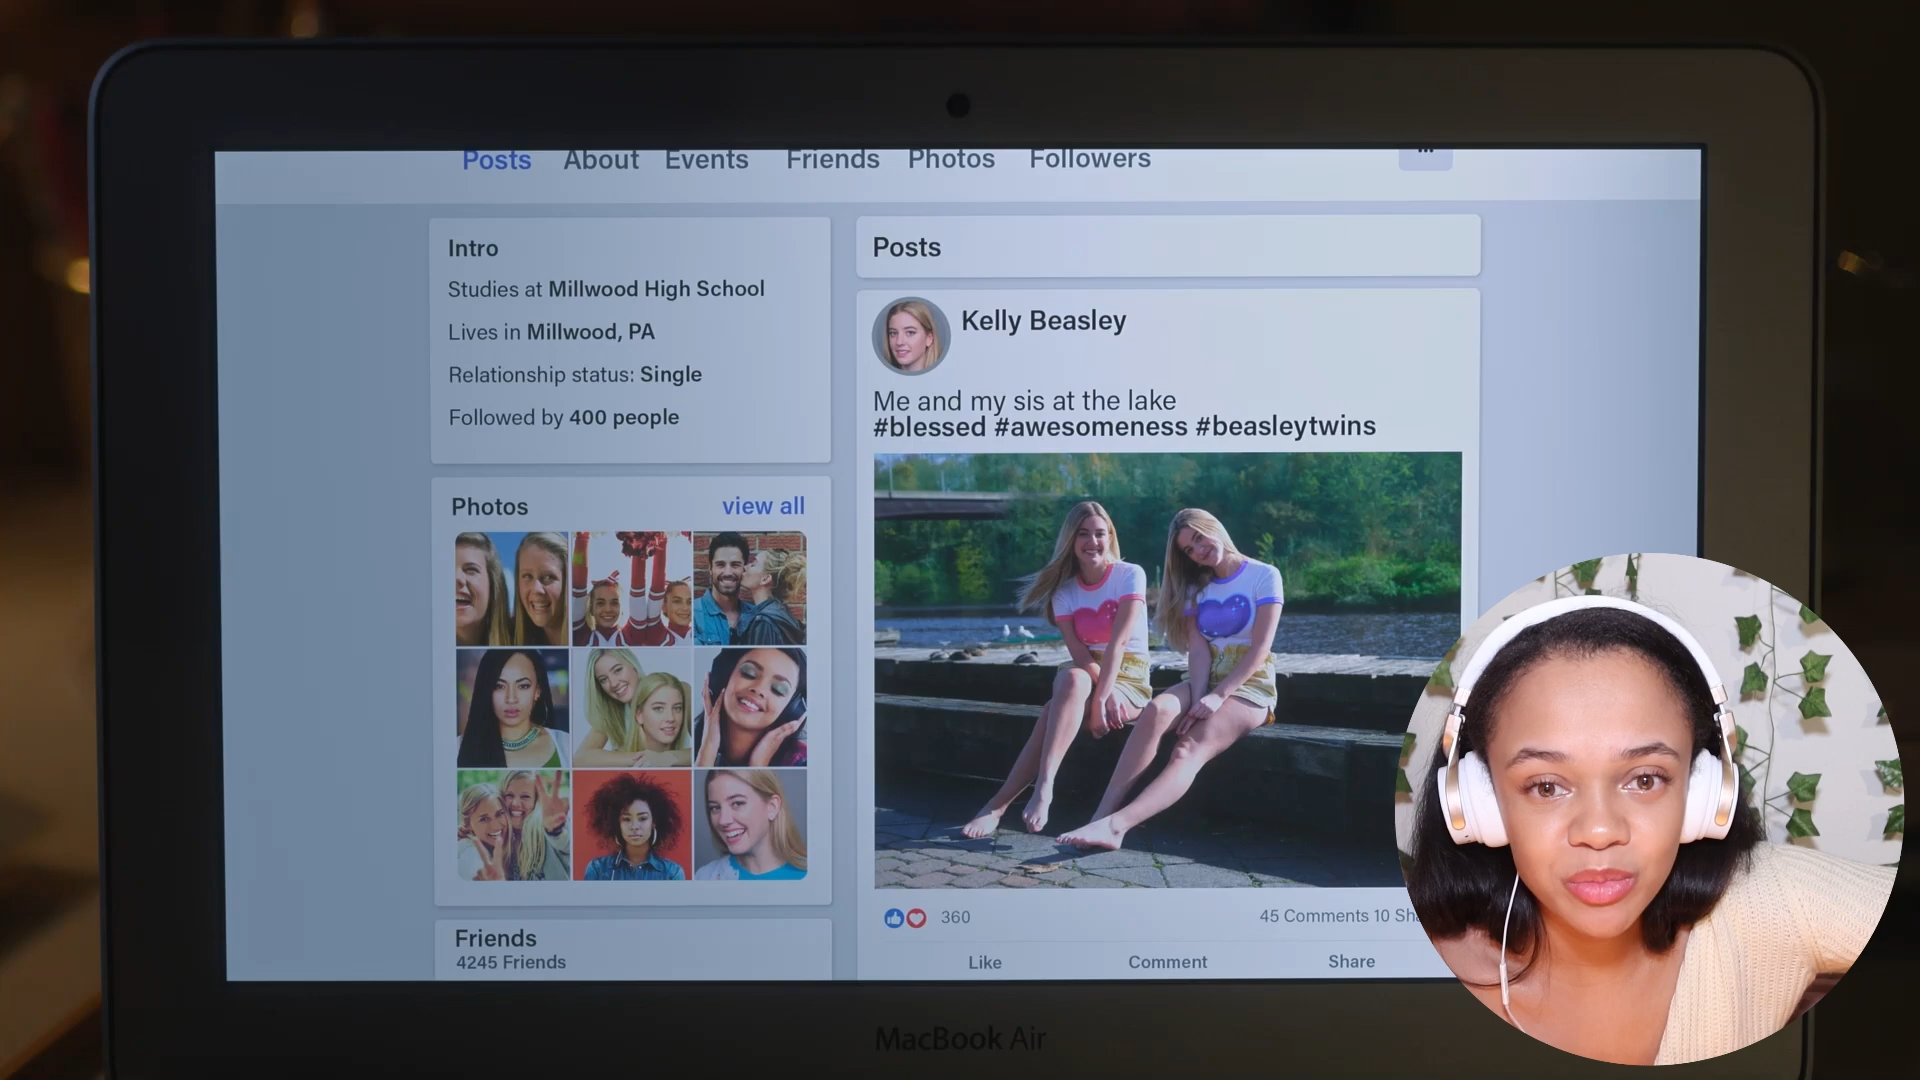 Posts About Events Friends Photos Followers
Intro
Studies at Millwood High School
Lives in Millwood, PA
Relationship status: Single
Followed by 400 people
Photos view all
Friends
4245 Friends
Posts
Kelly Beasley
Me and my sis at the lake
#blessed #awesomeness #beasleytwins
360 45 Comments 10
Like Comment Share
MacBook Air